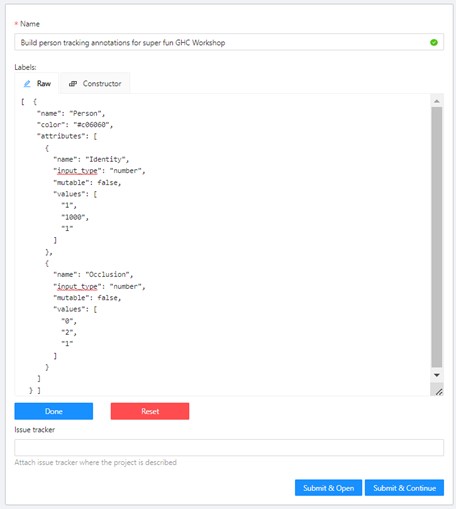 * Name
Build person tracking annotations for super fun GHC Workshop
Labels:
Raw Constructor
[ {
"name": "Person",
"color": "#c06060",
"attributes": [
{
"name": "Identity",
"input_type": "number",
"mutable": false,
"values": [
"1",
"1000",
"1"
]
},
{
"name": "Occlusion",
"input_type": "number",
"mutable": false,
"values": [
"0",
"2",
"1"
]
}
]
} ]
Done Reset
Issue tracker
Attach issue tracker where the project is described
Submit & Open Submit & Continue